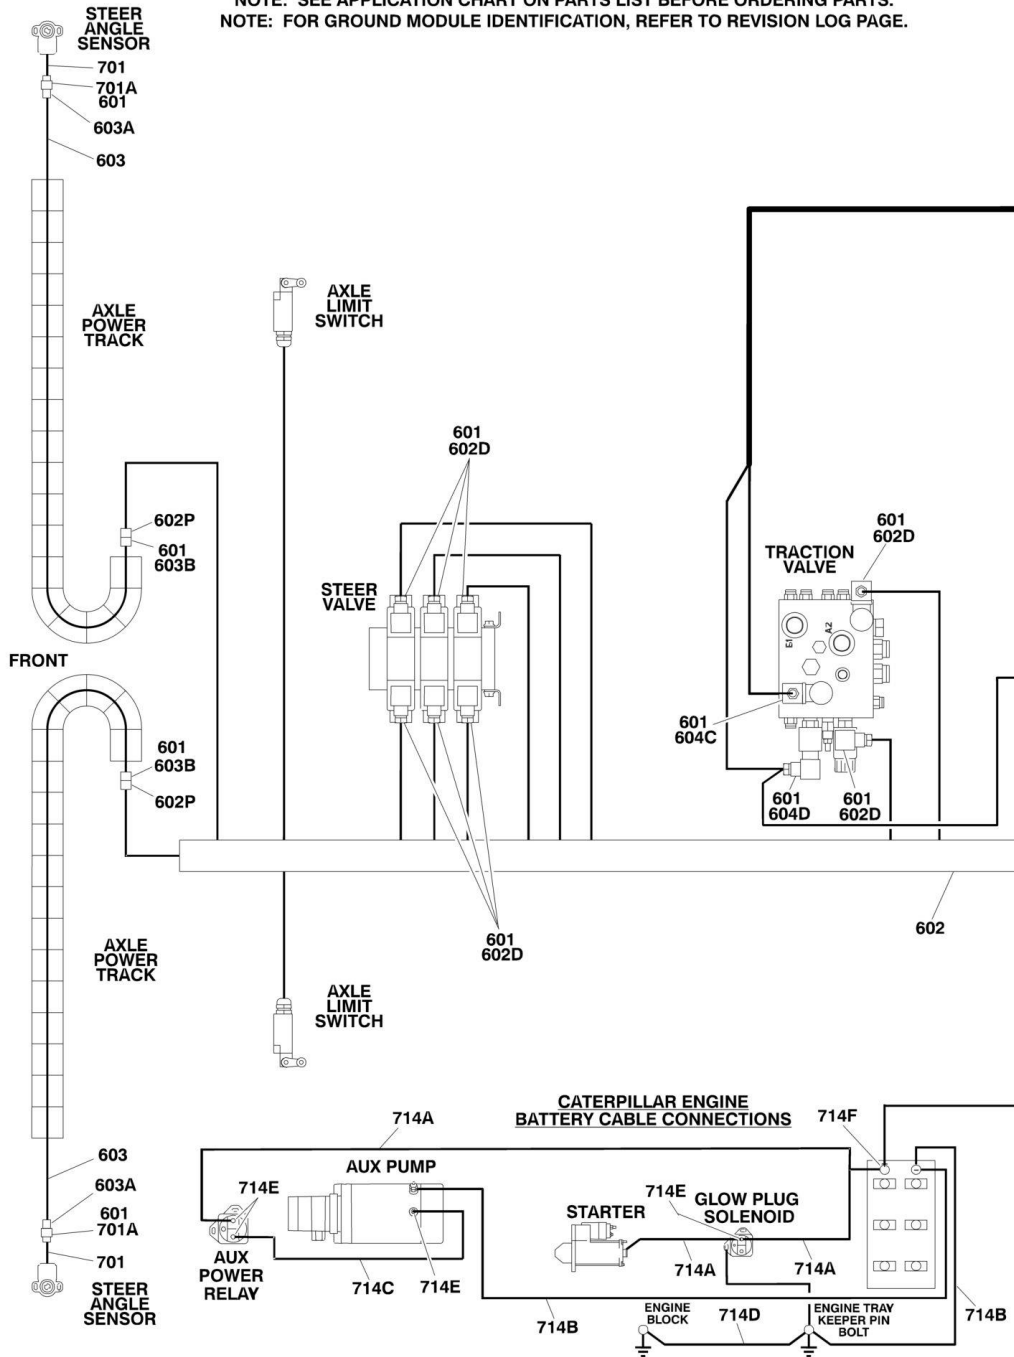 NOTE: SEE APPLICATION CHART ON PARTS LIST BEFORE ORDERING PARTS.
NOTE: FOR GROUND MODULE IDENTIFICATION, REFER TO REVISION LOG PAGE.
STEER
ANGLE
SENSOR
701
701A
601
603A
603
AXLE
POWER
TRACK
AXLE
LIMIT
SWITCH
601
602D
602P
601
603B
STEER
VALVE
TRACTION
VALVE
601
602D
B1
A2
FRONT
601
603B
602P
601
604C
601
604D
601
602D
602
601
602D
AXLE
POWER
TRACK
AXLE
LIMIT
SWITCH
CATERPILLAR ENGINE
BATTERY CABLE CONNECTIONS
714A
714F
603
603A
601
701A
701
STEER
ANGLE
SENSOR
AUX PUMP
714E
AUX
POWER
RELAY
714C
714E
STARTER
714E
GLOW PLUG
SOLENOID
714A
714A
714B
ENGINE
BLOCK
714D
ENGINE TRAY
KEEPER PIN
BOLT
714B